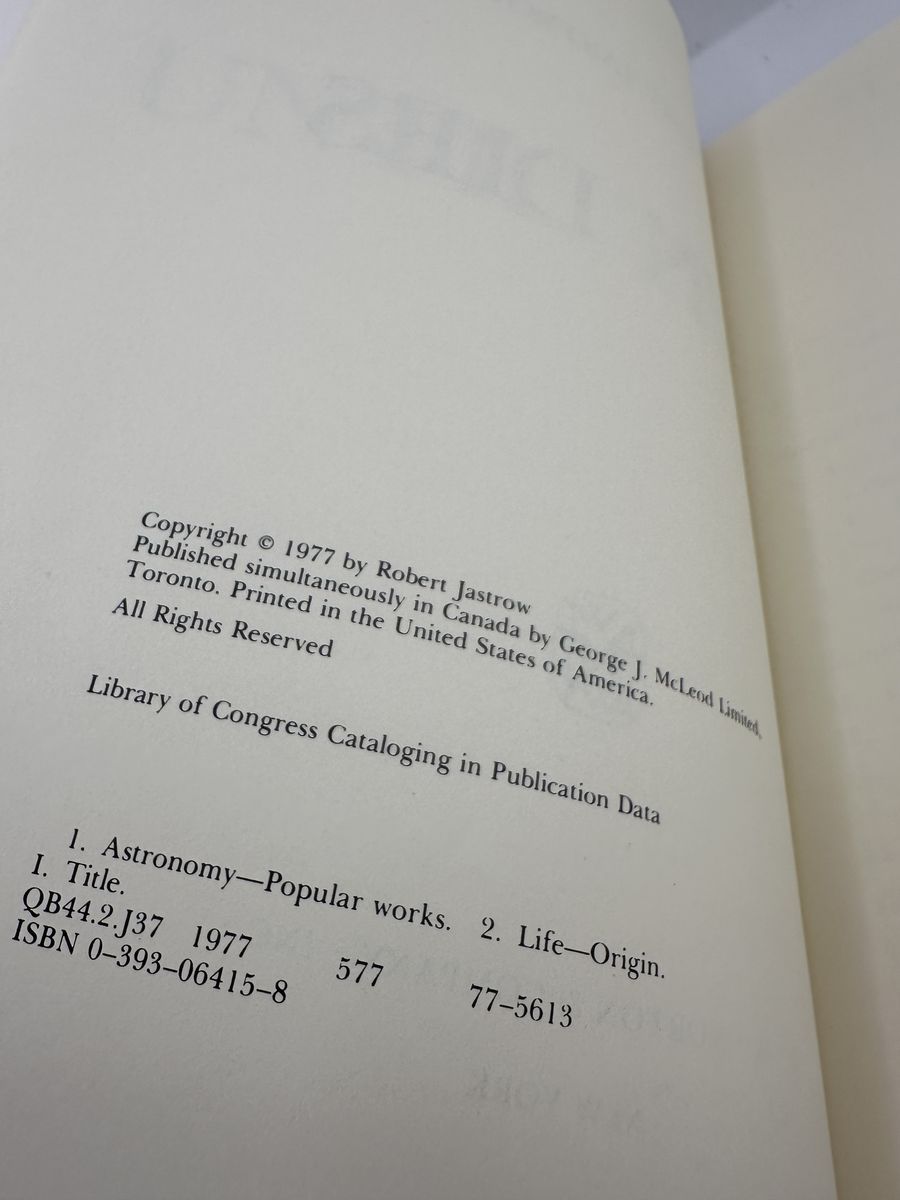 Copyright © 1977 by Robert Jastrow
Published simultaneously in Canada by George J. McLeod Limited,
Toronto. Printed in the United States of America.
All Rights Reserved
Library of Congress Cataloging in Publication Data
1. Astronomy—Popular works. 2. Life—Origin.
I. Title.
QB44.2.J37 1977 577 77–5613
ISBN 0–393–06415–8